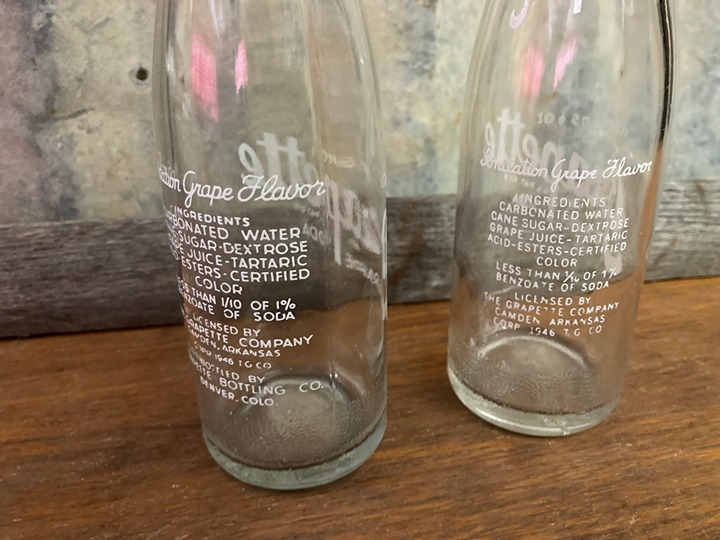 Grape Flavor
INGREDIENTS
CARBONATED WATER
SUGAR-DEXTROSE
JUICE-TARTARIC
ESTERS-CERTIFIED
COLOR
LESS THAN 1/10 OF 1%
OF SODA
LICENSED BY
GRAPETTE COMPANY
ARKANSAS
1946 T G CO
BOTTLED BY
BOTTLING CO.
DENVER, COLO.
Imitation Grape Flavor
INGREDIENTS
CARBONATED WATER
CANE SUGAR-DEXTROSE
GRAPE JUICE-TARTARIC
ACID-ESTERS-CERTIFIED
COLOR
LESS THAN 1/10 OF 1%
BENZOATE OF SODA
LICENSED BY
THE GRAPETTE COMPANY
CAMDEN ARKANSAS
COPR 1946 T G CO